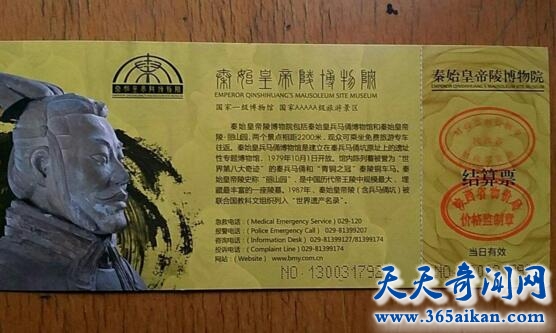 秦始皇帝陵博物院
EMPEROR QINSHIHUANG'S MAUSOLEUM SITE MUSEUM
国家一级博物馆 国家AAAAA级旅游景区
秦始皇帝陵博物院包括秦始皇兵马俑博物馆和秦始皇帝
陵·丽山园,两个景点相距2200米,观众可乘坐免费旅游专车
往返。秦始皇兵马俑博物馆是建立在秦兵马俑坑原址上的遗址
性专题博物馆,1979年10月1日开放。馆内陈列着被誉为“世
界第八大奇迹”的秦兵马俑和“青铜之冠”秦陵铜车马。秦
始皇帝陵史称“丽山园”,是中国历代帝王陵中规模最大、埋
藏最丰富的一座陵墓。1987年,秦始皇帝陵(含兵马俑坑)被
联合国教科文组织列入“世界遗产名录”。
急救电话:( Medical Emergency Service ) 029-120
报警电话:( Police Emergency Call ) 029-81399207
咨询电话:( Information Desk ) 029-81399127/81399174
投诉电话:( Complaint Line ) 029-81399047/81399174
网站:( Website ) www.bmy.com.cn
NO.130031792
秦始皇帝陵博物院
结算票
价格监制章
当日有效
天天奇闻网
www.365aikan.com